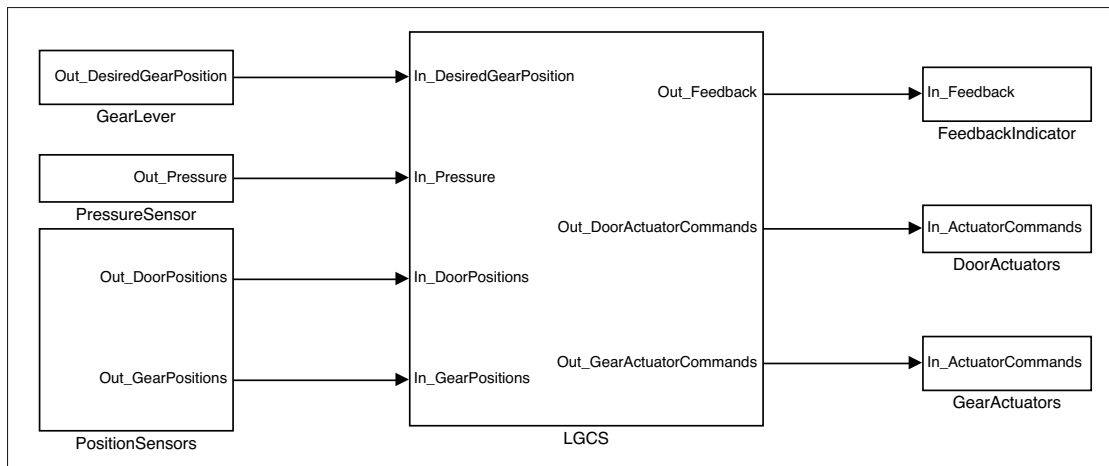 Out_DesiredGearPosition
GearLever
Out_Pressure
PressureSensor
Out_DoorPositions
Out_GearPositions
PositionSensors
In_DesiredGearPosition
In_Pressure
In_DoorPositions
In_GearPositions
Out_Feedback
Out_DoorActuatorCommands
Out_GearActuatorCommands
LGCS
In_Feedback
FeedbackIndicator
In_ActuatorCommands
DoorActuators
In_ActuatorCommands
GearActuators